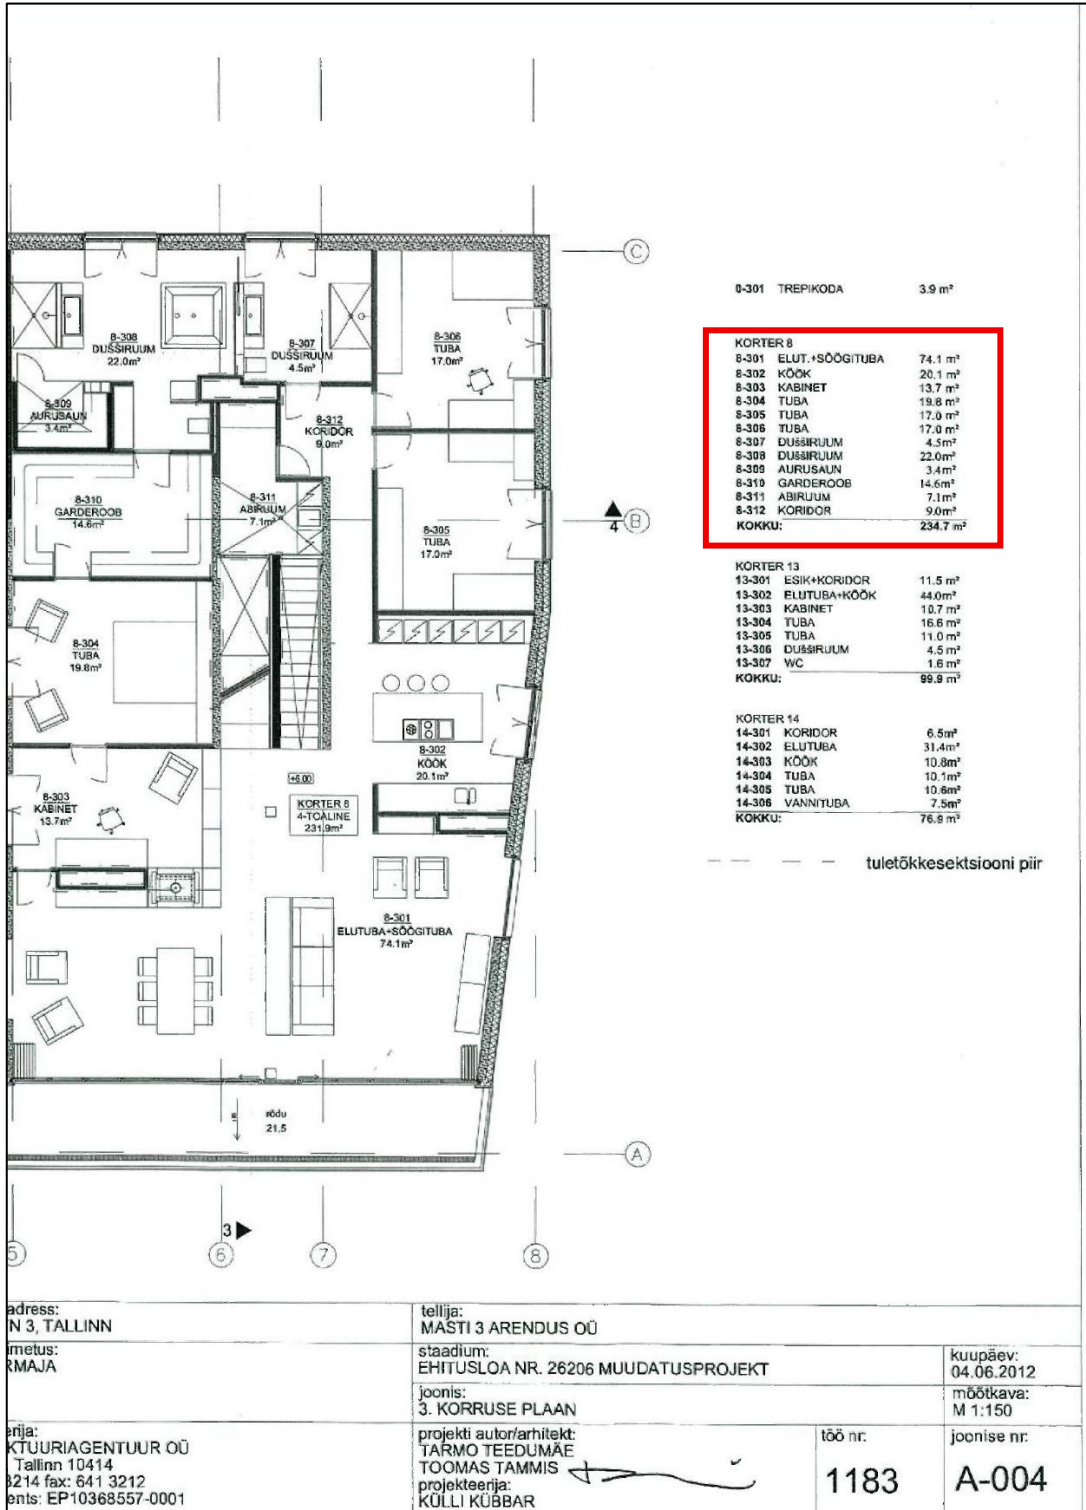 C
0-301 TREPIKODA 3.9 m²
8-308
DUŠŠIRUUM
22.0m²
8-307
DUŠŠIRUUM
4.5m²
8-306
TUBA
17.0m²
KORTER 8
8-301 ELUT.+SÖÖGITUBA 74.1 m²
8-302 KÖÖK 20.1 m²
8-303 KABINET 13.7 m²
8-304 TUBA 19.8 m²
8-305 TUBA 17.0 m²
8-306 TUBA 17.0 m²
8-307 DUŠŠIRUUM 4.5m²
8-308 DUŠŠIRUUM 22.0m²
8-309 AURUSAUN 3.4m²
8-310 GARDEROOB 14.6m²
8-311 ABIRUUM 7.1m²
8-312 KORIDOR 9.0m²
KOKKU: 234.7 m²
8-309
AURUSAUN
3.4m²
8-312
KORIDOR
9.0m²
8-310
GARDEROOB
14.6m²
8-311
ABIRUUM
7.1m²
8-305
TUBA
17.0m²
4
B
KORTER 13
13-301 ESIK+KORIDOR 11.5 m²
13-302 ELUTUBA+KÖÖK 44.0m²
13-303 KABINET 10.7 m²
13-304 TUBA 16.6 m²
13-305 TUBA 11.0 m²
13-306 DUŠŠIRUUM 4.5 m²
13-307 WC 1.6 m²
KOKKU: 99.9 m²
8-304
TUBA
19.8m²
KORTER 14
14-301 KORIDOR 6.5m²
14-302 ELUTUBA 31.4m²
14-303 KÖÖK 10.8m²
14-304 TUBA 10.1m²
14-305 TUBA 10.6m²
14-306 VANNITUBA 7.5m²
KOKKU: 76.9 m²
8-302
KÖÖK
20.1m²
+6.00
8-303
KABINET
13.7m²
KORTER 8
4-TOALINE
231.9m²
tuletõkkesektsiooni piir
8-301
ELUTUBA+SÖÖGITUBA
74.1m²
rõdu
21,5
A
3
5
6
7
8
adress:
N 3, TALLINN
tellija:
MASTI 3 ARENDUS OÜ
imetus:
RMAJA
staadium:
EHITUSLOA NR. 26206 MUUDATUSPROJEKT
kuupäev:
04.06.2012
joonis:
3. KORRUSE PLAAN
mõõtkava:
M 1:150
erija:
KTUURIAGENTUUR OÜ
Tallinn 10414
3214 fax: 641 3212
ents: EP10368557-0001
projekti autor/arhitekt:
TARMO TEEDUMÄE
TOOMAS TAMMIS
projekteerija:
KÜLLI KÜBBAR
töö nr:
1183
joonise nr:
A-004